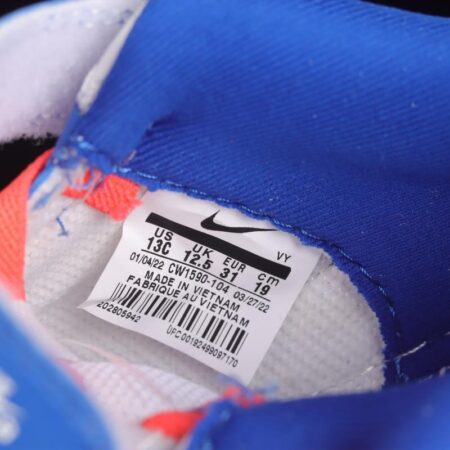 VY
US UK EUR cm
13C 12.5 31 19
01/04/22 CW1590-104 03/27/22
MADE IN VIETNAM
FABRIQUE AU VIETNAM
202805942
UPC00192499097170